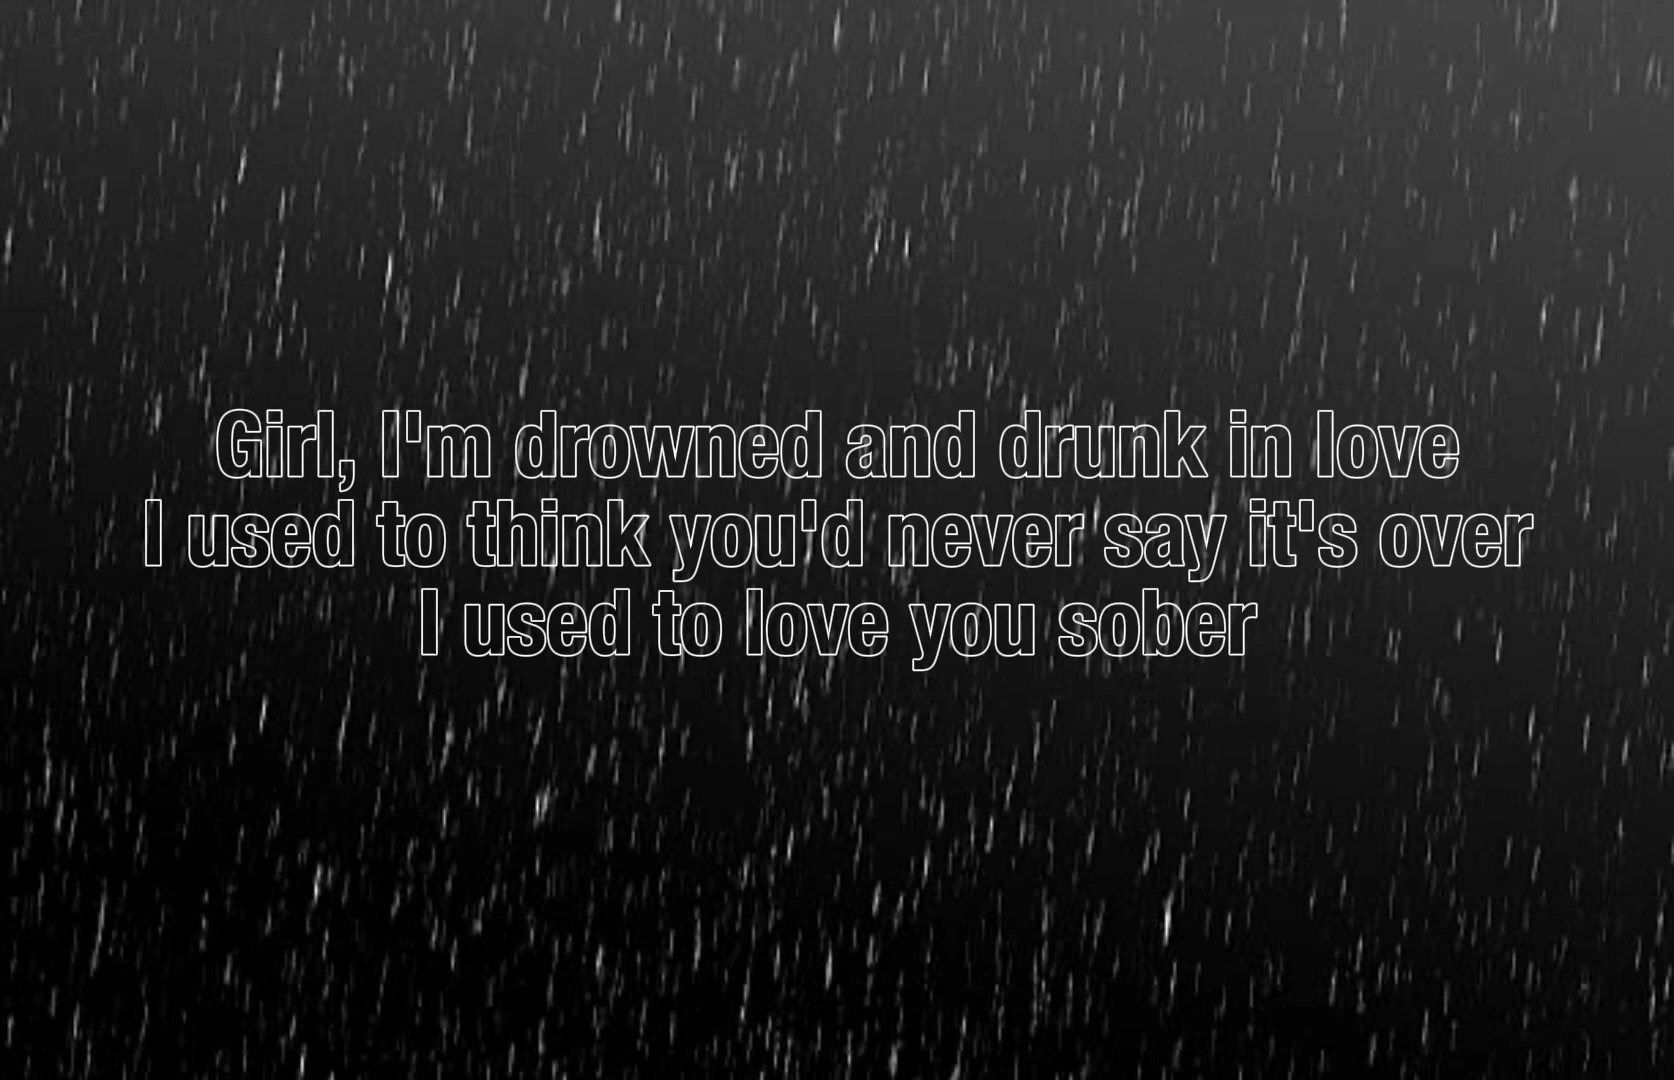 Girl, I'm drowned and drunk in love
I used to think you'd never say it's over
I used to love you sober